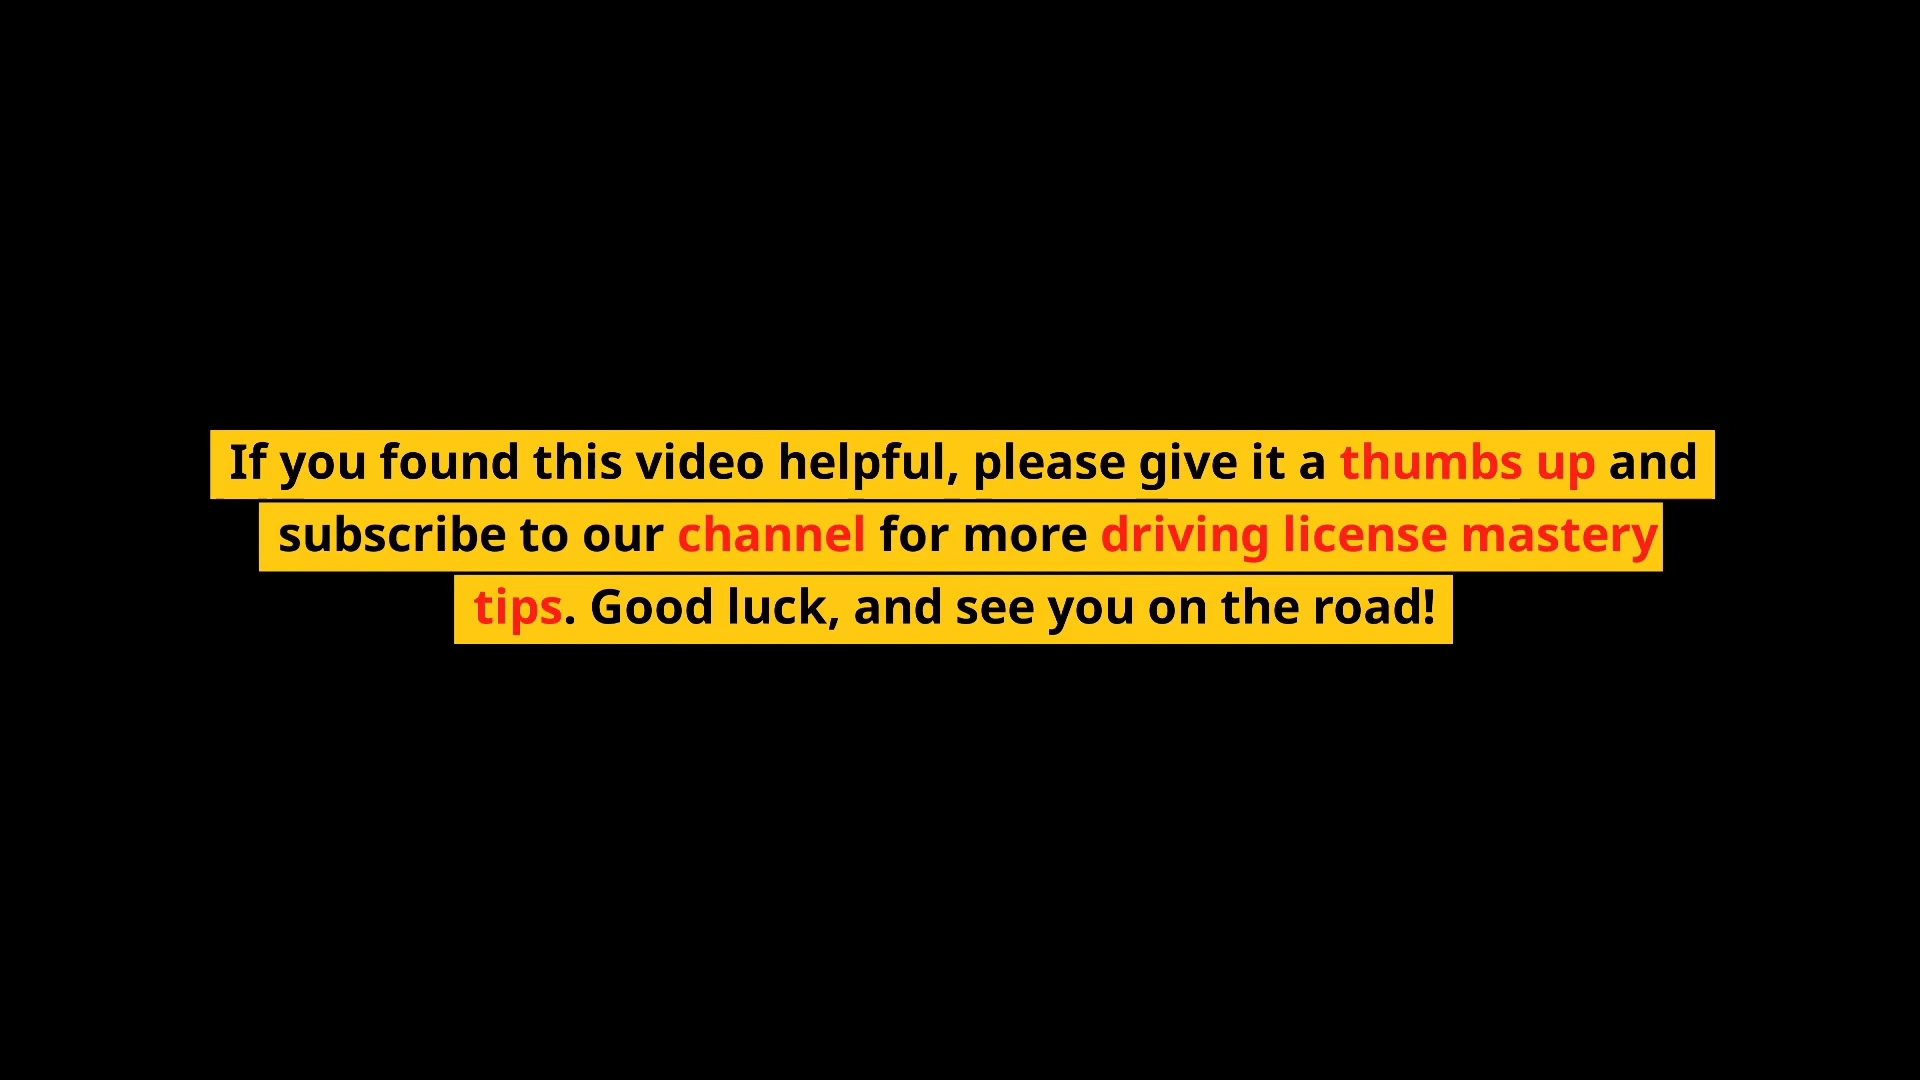 If you found this video helpful, please give it a thumbs up and
subscribe to our channel for more driving license mastery
tips. Good luck, and see you on the road!